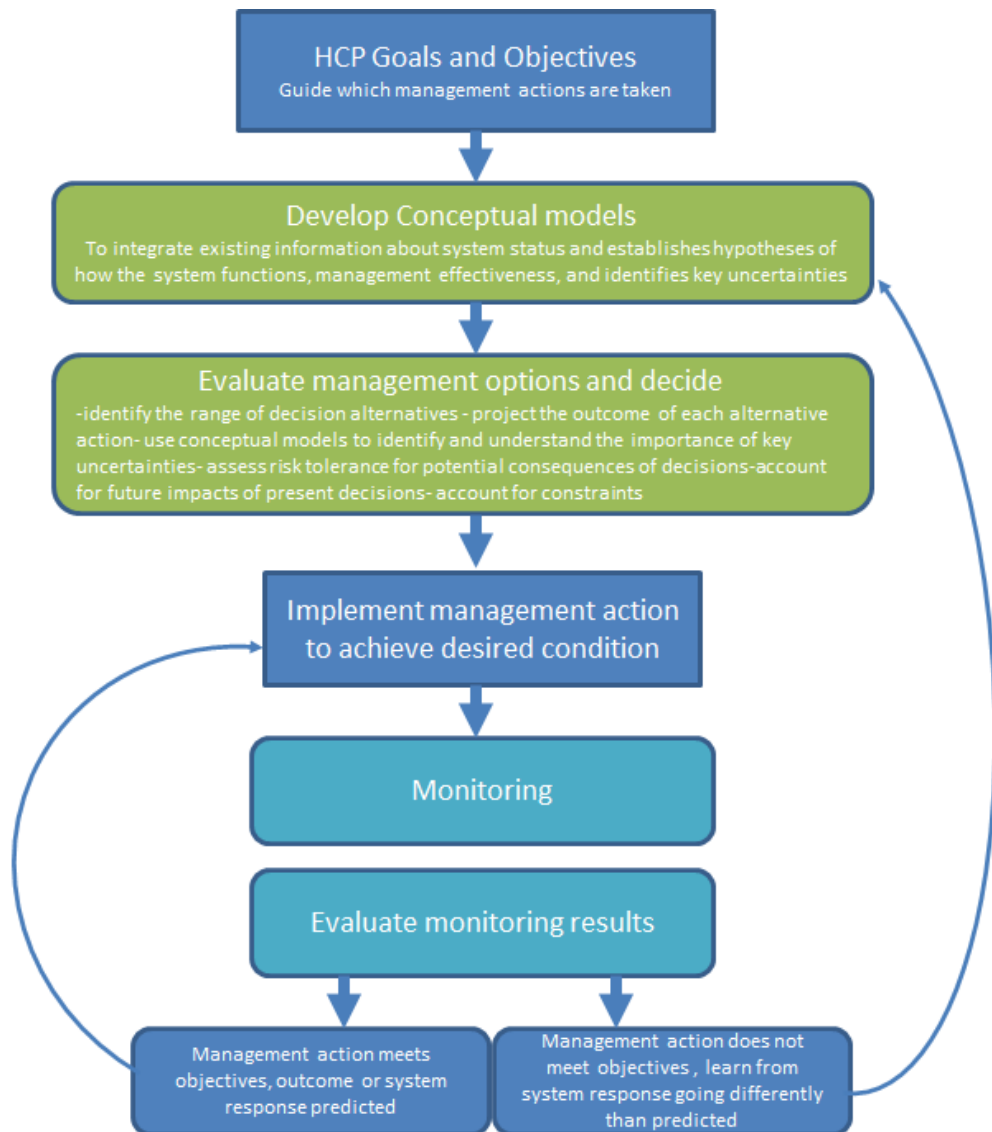 HCP Goals and Objectives
Guide which management actions are taken
Develop Conceptual models
To integrate existing information about system status and establishes hypotheses of
how the system functions, management effectiveness, and identifies key uncertainties
Evaluate management options and decide
-identify the range of decision alternatives - project the outcome of each alternative
action- use conceptual models to identify and understand the importance of key
uncertainties- assess risk tolerance for potential consequences of decisions-account
for future impacts of present decisions- account for constraints
Implement management action
to achieve desired condition
Monitoring
Evaluate monitoring results
Management action meets
objectives, outcome or system
response predicted
Management action does not
meet objectives , learn from
system response going differently
than predicted